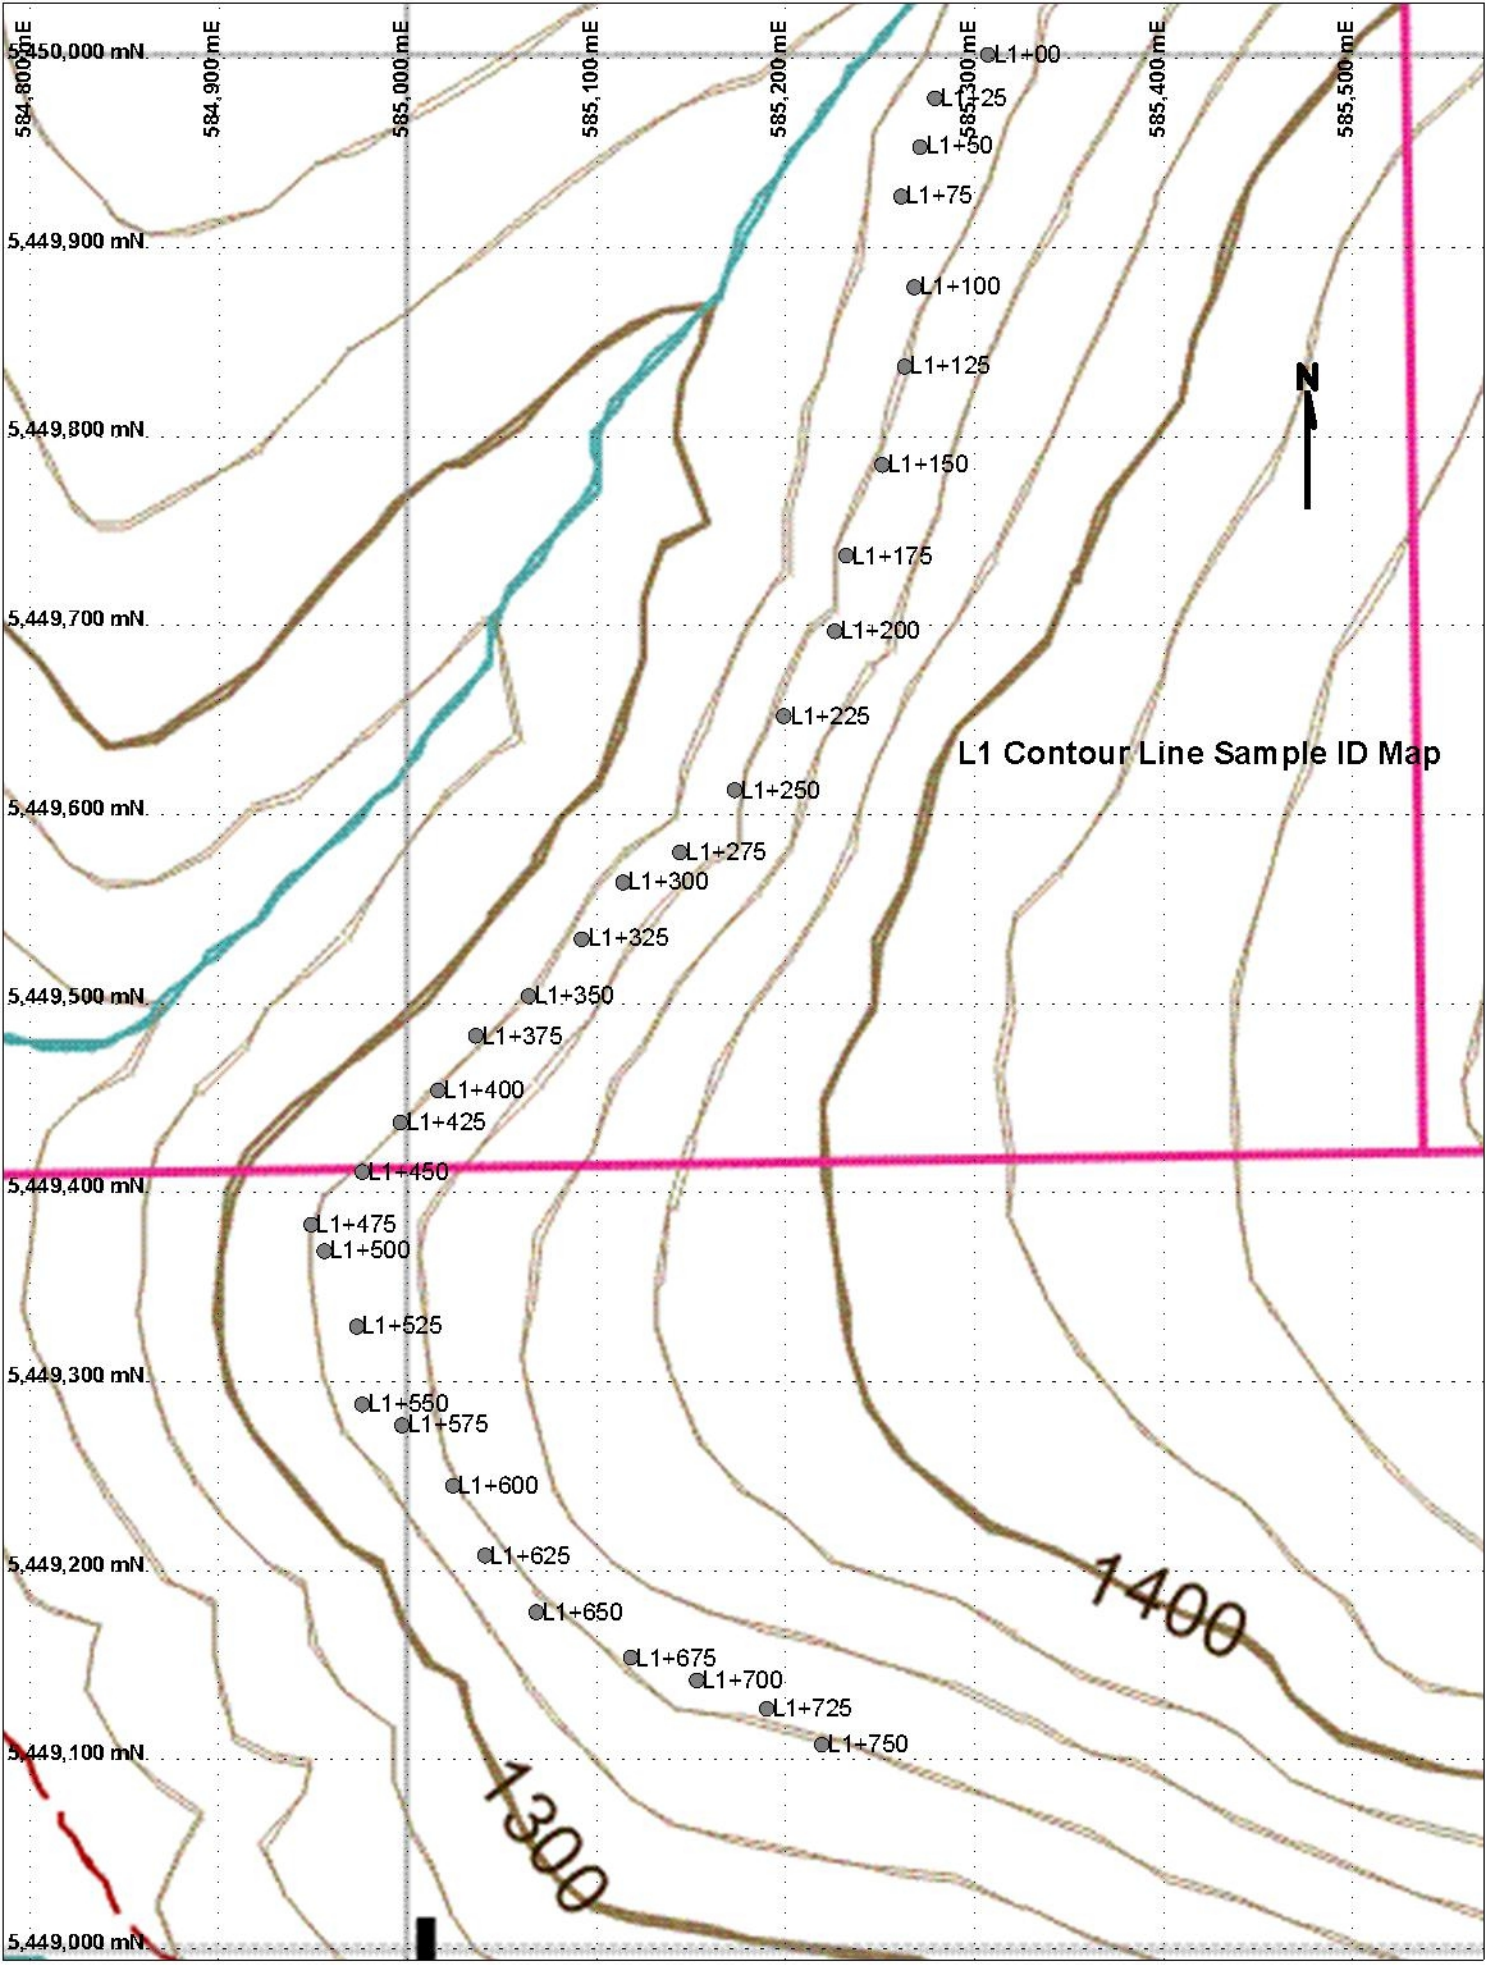 584,800 mE
584,900 mE
585,000 mE
585,100 mE
585,200 mE
585,300 mE
585,400 mE
585,500 mE
5,450,000 mN
L1+00
L1+25
L1+50
L1+75
5,449,900 mN
L1+100
L1+125
N
5,449,800 mN
L1+150
L1+175
5,449,700 mN
L1+200
L1+225
L1 Contour Line Sample ID Map
L1+250
5,449,600 mN
L1+275
L1+300
L1+325
5,449,500 mN
L1+350
L1+375
L1+400
L1+425
L1+450
5,449,400 mN
L1+475
L1+500
L1+525
5,449,300 mN
L1+550
L1+575
L1+600
L1+625
5,449,200 mN
L1+650
1400
L1+675
L1+700
L1+725
L1+750
5,449,100 mN
1300
5,449,000 mN